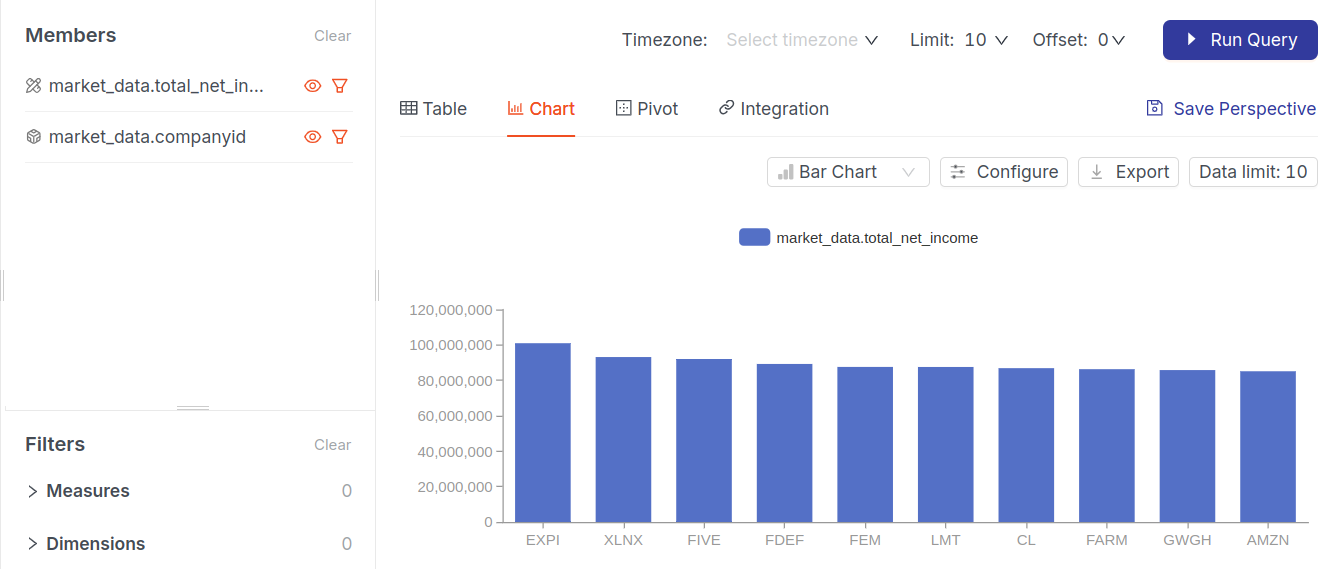 Members
Clear
market_data.total_net_in...
market_data.companyid
Filters
Clear
Measures 0
Dimensions 0
Timezone: Select timezone Limit: 10 Offset: 0 Run Query
Table Chart Pivot Integration Save Perspective
Bar Chart Configure Export Data limit: 10
market_data.total_net_income
120,000,000
100,000,000
80,000,000
60,000,000
40,000,000
20,000,000
0
EXPI XLNX FIVE FDEF FEM LMT CL FARM GWGH AMZN